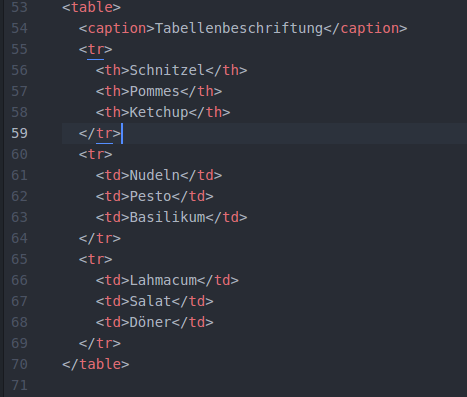 53 <table>
54 <caption>Tabellenbeschriftung</caption>
55 <tr>
56 <th>Schnitzel</th>
57 <th>Pommes</th>
58 <th>Ketchup</th>
59 </tr>
60 <tr>
61 <td>Nudeln</td>
62 <td>Pesto</td>
63 <td>Basilikum</td>
64 </tr>
65 <tr>
66 <td>Lahmacum</td>
67 <td>Salat</td>
68 <td>Döner</td>
69 </tr>
70 </table>
71